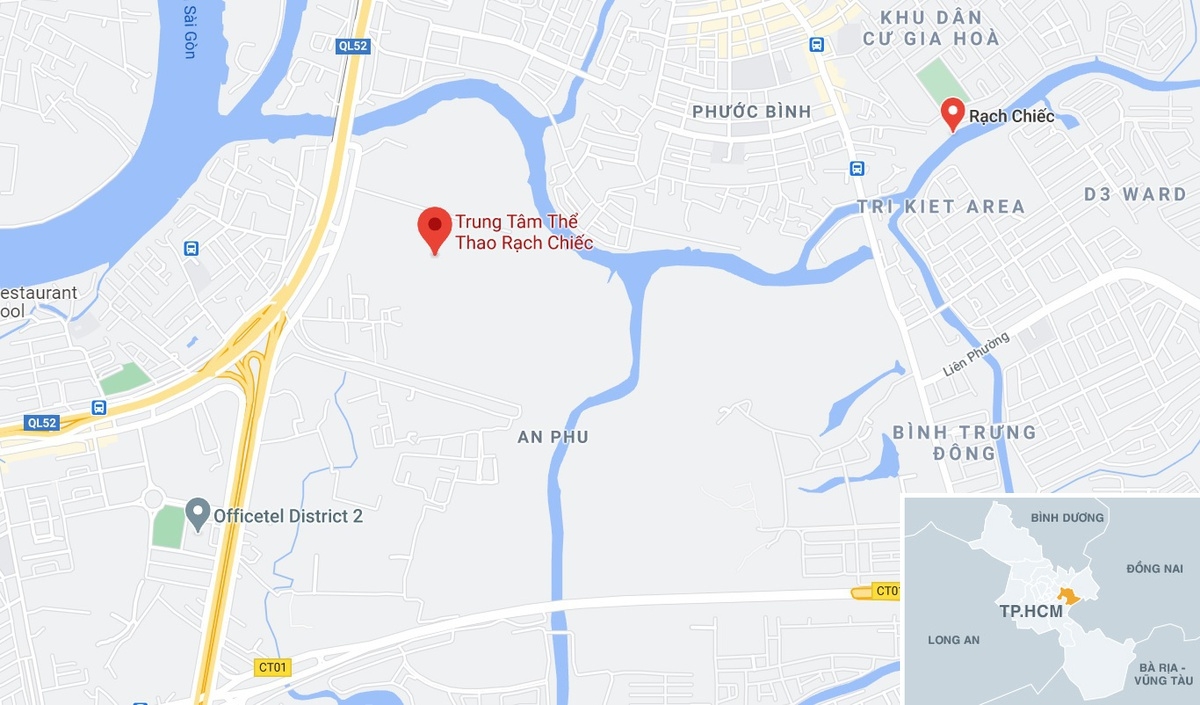 Sài Gòn
QL52
KHU DÂN
CƯ GIA HOÀ
PHƯỚC BÌNH
Rạch Chiếc
TRI KIET AREA
D3 WARD
Trung Tâm Thể
Thao Rạch Chiếc
estaurant
ool
Liên Phường
QL52
AN PHU
BÌNH TRƯNG
ĐÔNG
Officetel District 2
CT01
CT01
BÌNH DƯƠNG
ĐỒNG NAI
TP.HCM
LONG AN
BÀ RỊA -
VŨNG TÀU